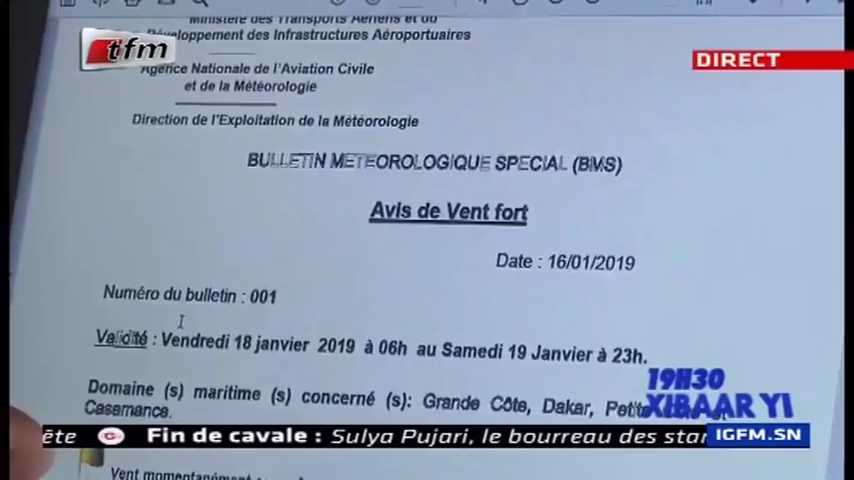 Ministère des Transports Aériens et du
Développement des Infrastructures Aéroportuaires
tfm
DIRECT
Agence Nationale de l'Aviation Civile
et de la Météorologie
Direction de l'Exploitation de la Météorologie
BULLETIN METEOROLOGIQUE SPECIAL (BMS)
Avis de Vent fort
Date : 16/01/2019
Numéro du bulletin : 001
Validité : Vendredi 18 janvier 2019 à 06h au Samedi 19 Janvier à 23h.
Domaine (s) maritime (s) concerné (s): Grande Côte, Dakar,
Casamance.
19H30
XIBAAR YI
ête Fin de cavale : Sulya Pujari, le bourreau des star
IGFM.SN
Vent momentanément